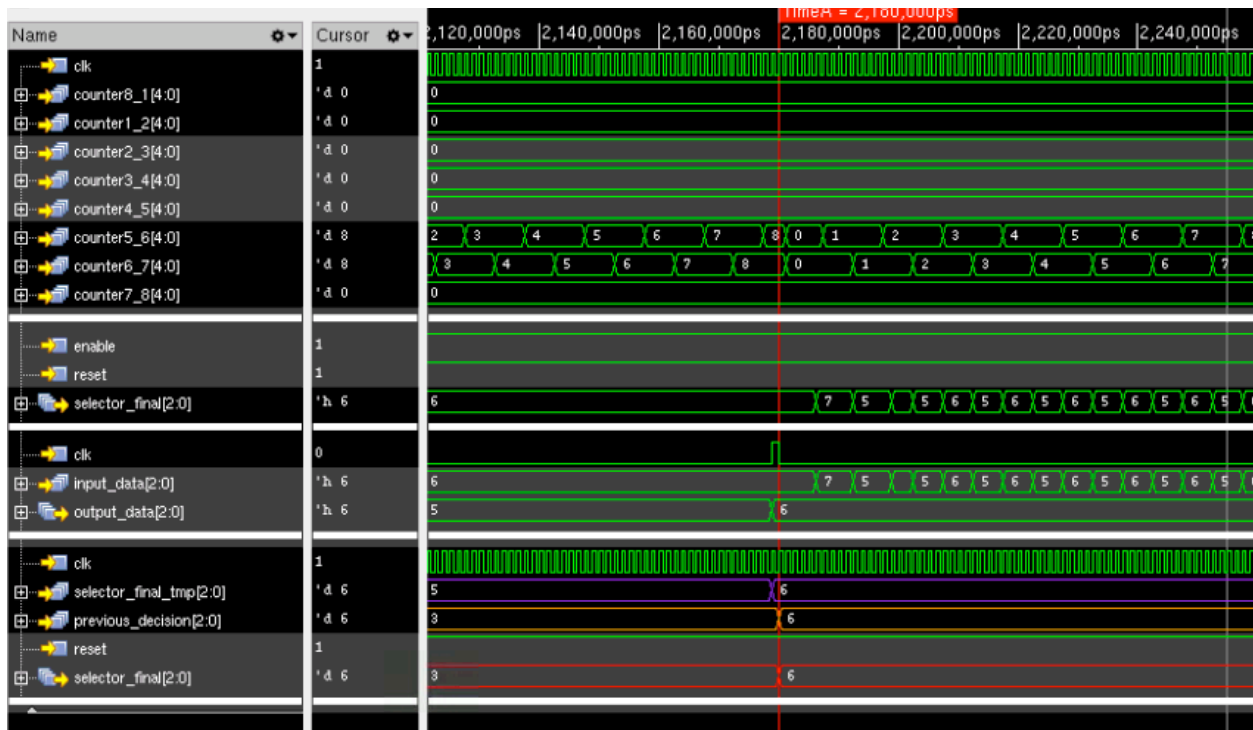 TimeA = 2,180,000ps
Name Cursor 2,120,000ps 2,140,000ps 2,160,000ps 2,180,000ps 2,200,000ps 2,220,000ps 2,240,000ps
clk 1
counter8_1[4:0] 'd 0 0
counter1_2[4:0] 'd 0 0
counter2_3[4:0] 'd 0 0
counter3_4[4:0] 'd 0 0
counter4_5[4:0] 'd 0 0
counter5_6[4:0] 'd 8 2 3 4 5 6 7 8 0 1 2 3 4 5 6 7
counter6_7[4:0] 'd 8 3 4 5 6 7 8 0 1 2 3 4 5 6 7
counter7_8[4:0] 'd 0 0
enable 1
reset 1
selector_final[2:0] 'h 6 6 7 5 5 6 5 6 5 6 5 6 5 6 5
clk 0
input_data[2:0] 'h 6 6 7 5 5 6 5 6 5 6 5 6 5 6 5
output_data[2:0] 'h 6 5 6
clk 1
selector_final_tmp[2:0] 'd 6 5 6
previous_decision[2:0] 'd 6 3 6
reset 1
selector_final[2:0] 'd 6 3 6